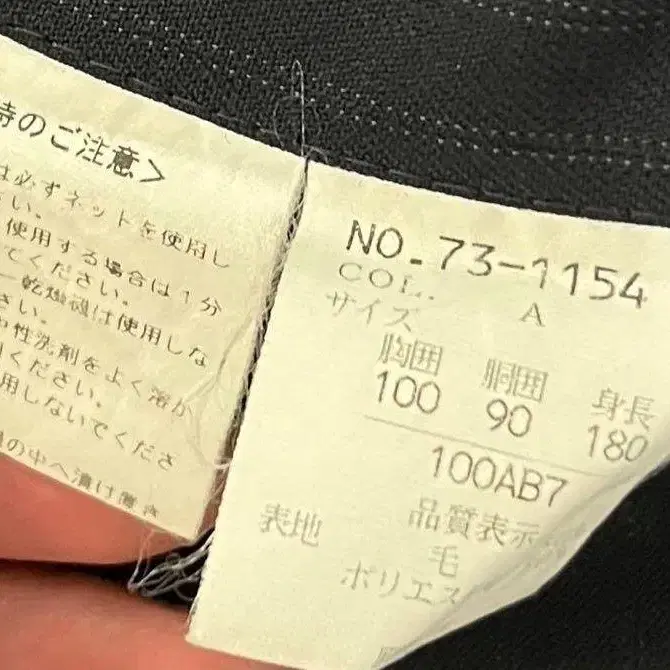 時のご注意>
は必ずネットを使用し
さい。
使用する場合は1分
てください。
乾燥機は使用しな
さい。
中性洗剤をよく溶か
ください。
用しないでくださ
の中へ漬け置き
NO.73-1154
COL. A
サイズ
胸囲 胴囲 身長
100 90 180
100AB7
品質表示
表地 毛
ポリエス